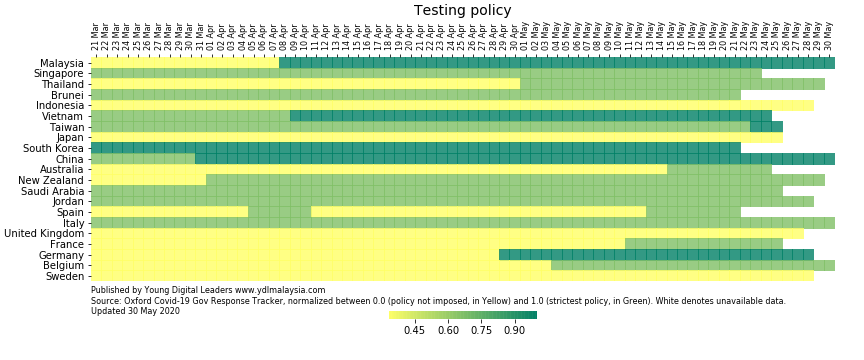 Testing policy
21 Mar
22 Mar
23 Mar
24 Mar
25 Mar
26 Mar
27 Mar
28 Mar
29 Mar
30 Mar
31 Mar
01 Apr
02 Apr
03 Apr
04 Apr
05 Apr
06 Apr
07 Apr
08 Apr
09 Apr
10 Apr
11 Apr
12 Apr
13 Apr
14 Apr
15 Apr
16 Apr
17 Apr
18 Apr
19 Apr
20 Apr
21 Apr
22 Apr
23 Apr
24 Apr
25 Apr
26 Apr
27 Apr
28 Apr
29 Apr
30 Apr
01 May
02 May
03 May
04 May
05 May
06 May
07 May
08 May
09 May
10 May
11 May
12 May
13 May
14 May
15 May
16 May
17 May
18 May
19 May
20 May
21 May
22 May
23 May
24 May
25 May
26 May
27 May
28 May
29 May
30 May
Malaysia
Singapore
Thailand
Brunei
Indonesia
Vietnam
Taiwan
Japan
South Korea
China
Australia
New Zealand
Saudi Arabia
Jordan
Spain
Italy
United Kingdom
France
Germany
Belgium
Sweden
Published by Young Digital Leaders www.ydlmalaysia.com
Source: Oxford Covid-19 Gov Response Tracker, normalized between 0.0 (policy not imposed, in Yellow) and 1.0 (strictest policy, in Green). White denotes unavailable data.
Updated 30 May 2020
0.45 0.60 0.75 0.90